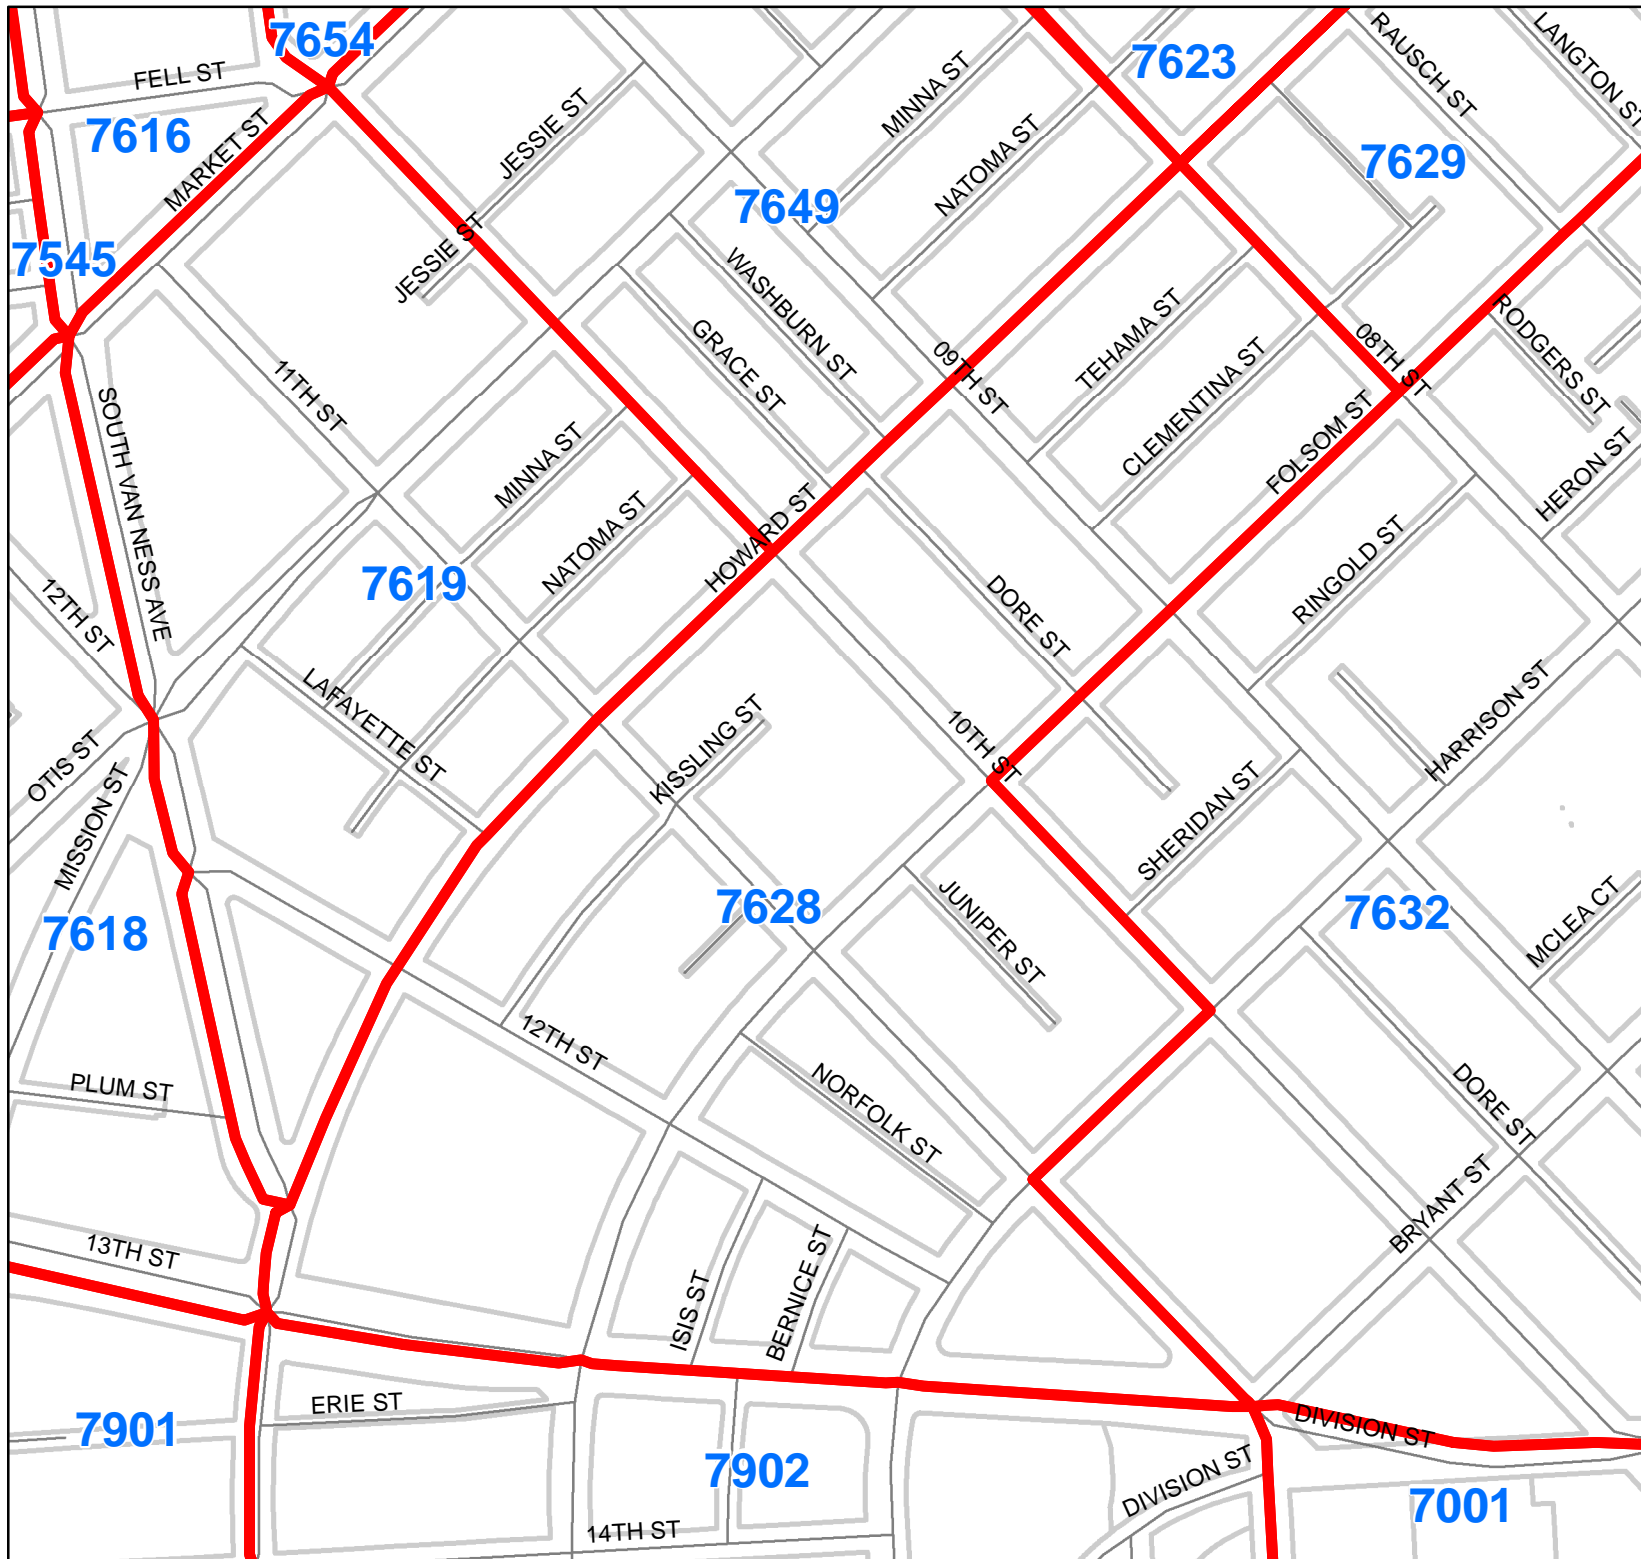 7654
7623
RAUSCH ST
LANGTON ST
FELL ST
7616
MARKET ST
JESSIE ST
MINNA ST
NATOMA ST
7629
7649
7545
JESSIE ST
WASHBURN ST
GRACE ST
TEHAMA ST
09TH ST
CLEMENTINA ST
08TH ST
RODGERS ST
11TH ST
SOUTH VAN NESS AVE
MINNA ST
NATOMA ST
HOWARD ST
FOLSOM ST
HERON ST
RINGOLD ST
7619
12TH ST
DORE ST
LAFAYETTE ST
KISSLING ST
10TH ST
HARRISON ST
OTIS ST
MISSION ST
SHERIDAN ST
7618
7628
JUNIPER ST
7632
MCLEA CT
12TH ST
PLUM ST
NORFOLK ST
DORE ST
BRYANT ST
13TH ST
ISIS ST
BERNICE ST
ERIE ST
7901
7902
DIVISION ST
DIVISION ST
7001
14TH ST